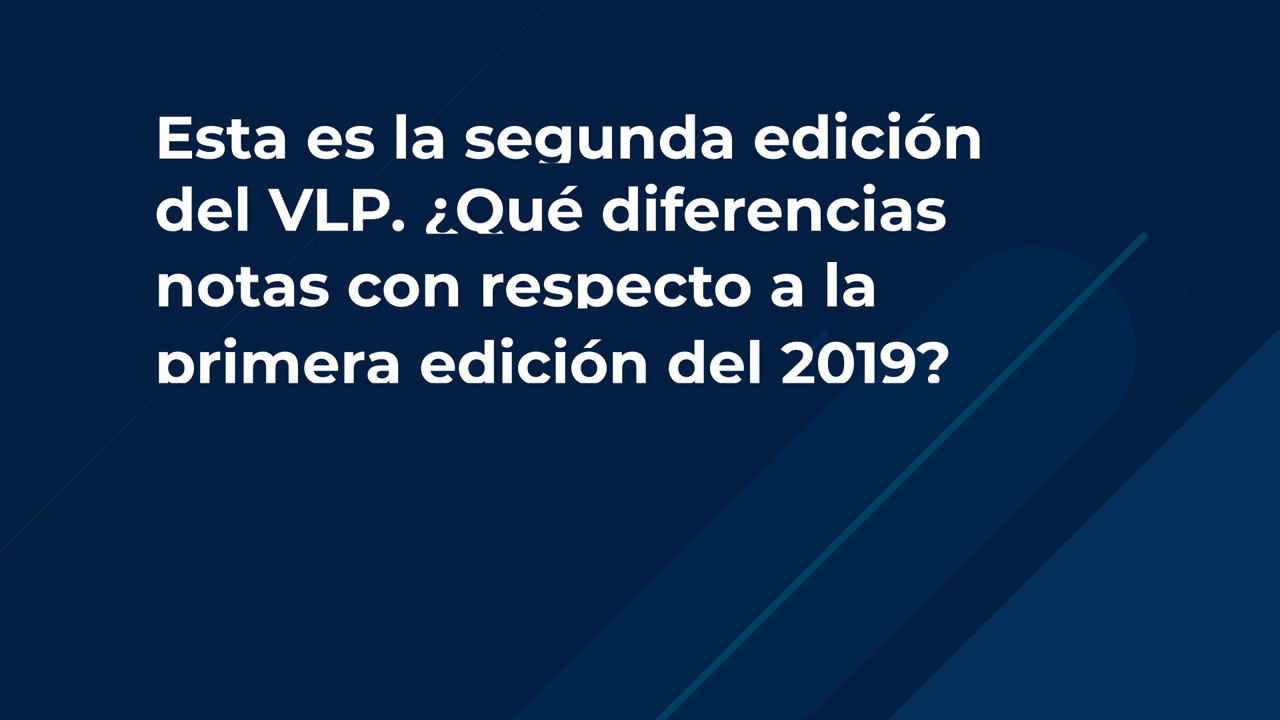 Esta es la segunda edición
del VLP. ¿Qué diferencias
notas con respecto a la
primera edición del 2019?